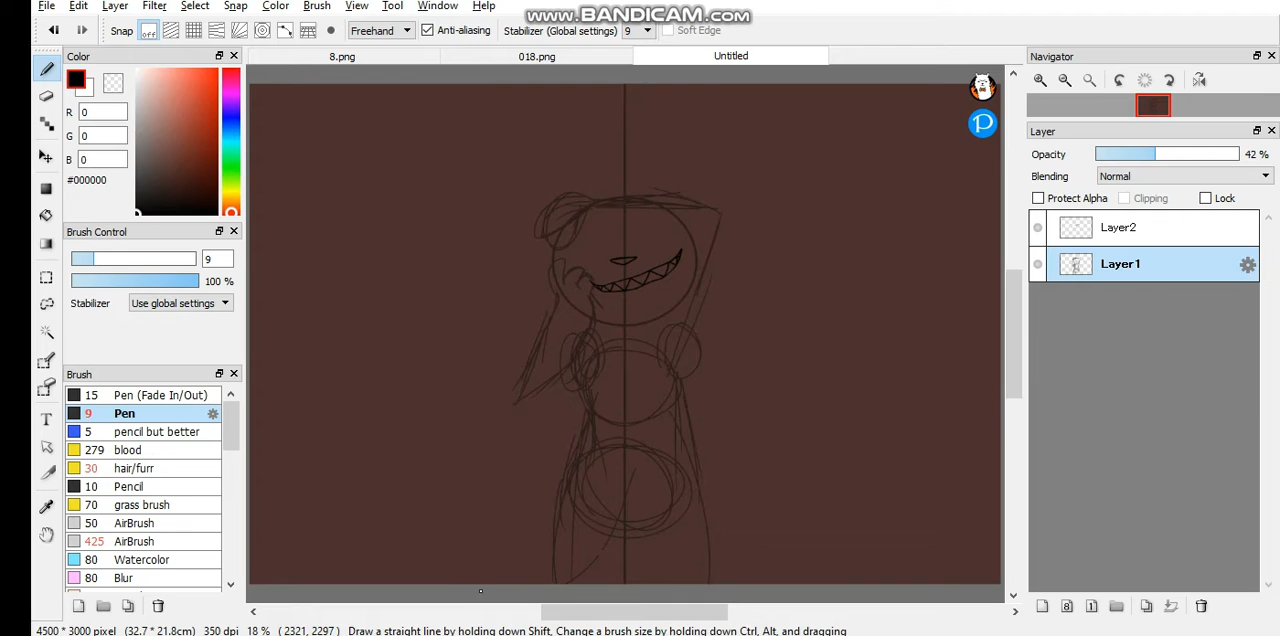 www.BANDICAM.com
File Edit Layer Filter Select Snap Color Brush View Tool Window Help
Snap off Freehand Anti-aliasing Stabilizer (Global settings) 9 Soft Edge
Color
8.png 018.png Untitled
Navigator
R 0
G 0
B 0
#000000
P
Layer
Opacity 42 %
Blending Normal
Protect Alpha Clipping Lock
Layer2
Layer1
Brush Control
9
100 %
Stabilizer Use global settings
Brush
15 Pen (Fade In/Out)
9 Pen
5 pencil but better
279 blood
30 hair/furr
10 Pencil
70 grass brush
50 AirBrush
425 AirBrush
80 Watercolor
80 Blur
T
8 1
4500 * 3000 pixel (32.7 * 21.8cm) 350 dpi 18 % ( 2321, 2297 ) Draw a straight line by holding down Shift, Change a brush size by holding down Ctrl, Alt, and dragging